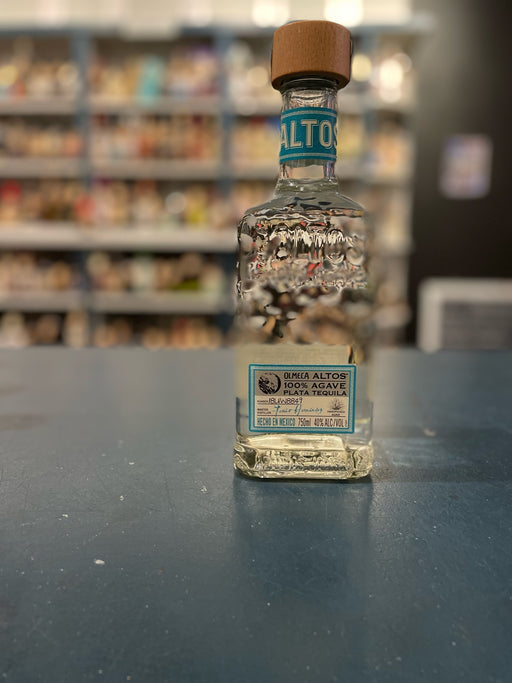 ALTOS
OLMECA ALTOS
100% AGAVE
PLATA TEQUILA
HECHO EN MEXICO 750ml 40% ALC/VOL